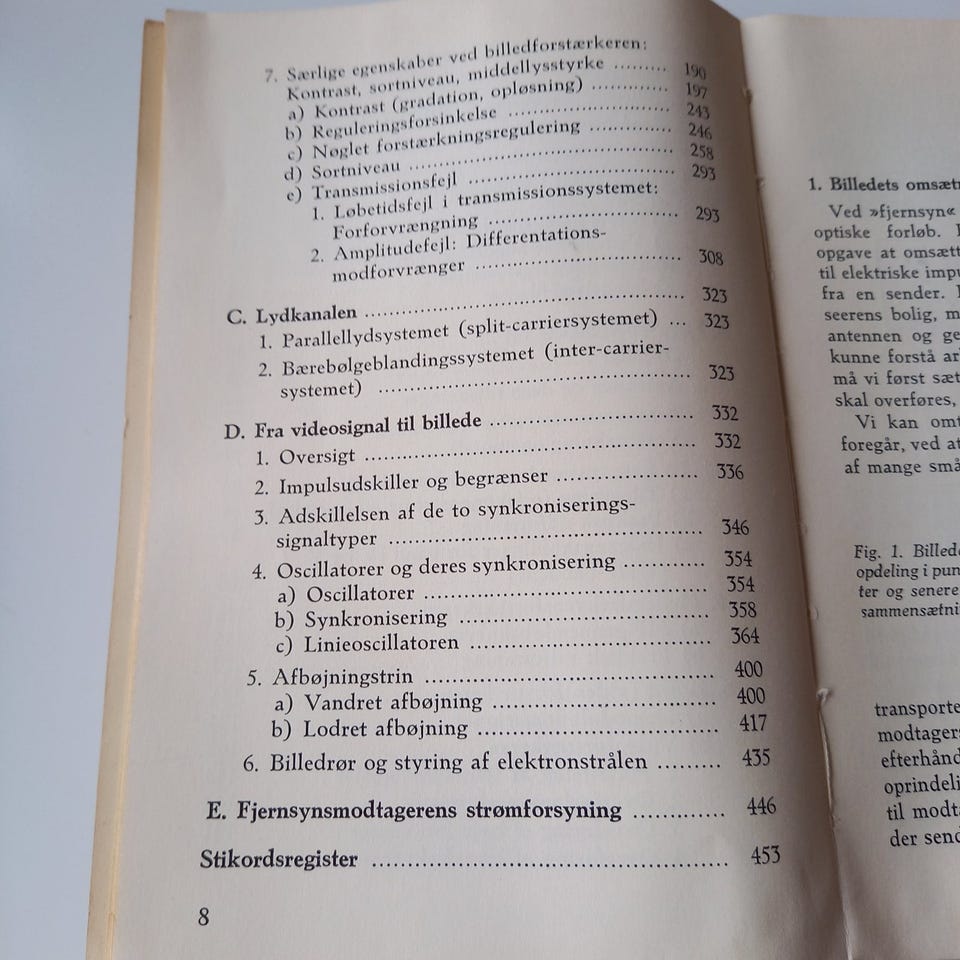 7. Særlige egenskaber ved billedforstærkeren:
Kontrast, sortniveau, middellysstyrke ......... 190
a) Kontrast (gradation, opløsning) ............. 197
b) Reguleringsforsinkelse ........................... 243
c) Nøglet forstærkningsregulering .............. 246
d) Sortniveau .......................................... 258
e) Transmissionsfejl ................................. 293
1. Løbetidsfejl i transmissionssystemet:
Forforvrængning .............................. 293
2. Amplitudefejl: Differentations-
modforvrænger ................................ 308
C. Lydkanalen .................................................. 323
1. Parallellydsystemet (split-carriersystemet) ... 323
2. Bærebølgeblandingssystemet (inter-carrier-
systemet) ................................................ 323
D. Fra videosignal til billede ................................ 332
1. Oversigt ................................................... 332
2. Impulsudskiller og begrænser ...................... 336
3. Adskillelsen af de to synkroniserings-
signaltyper ................................................ 346
4. Oscillatorer og deres synkronisering ............ 354
a) Oscillatorer .......................................... 354
b) Synkronisering ..................................... 358
c) Linieoscillatoren .................................... 364
5. Afbøjningstrin ........................................... 400
a) Vandret afbøjning ................................. 400
b) Lodret afbøjning ................................... 417
6. Billedrør og styring af elektronstrålen ......... 435
E. Fjernsynsmodtagerens strømforsyning ............. 446
Stikordsregister ................................................... 453
8
1. Billedets omsætn
Ved »fjernsyn«
optiske forløb.
opgave at omsætt
til elektriske impu
fra en sender.
seerens bolig, m
antennen og ge
kunne forstå ar
må vi først sæt
skal overføres,
Vi kan omt
foregår, ved at
af mange små
Fig. 1. Billede
opdeling i pun
ter og senere
sammensætni
transporte
modtagers
efterhånd
oprindeli
til modta
der send